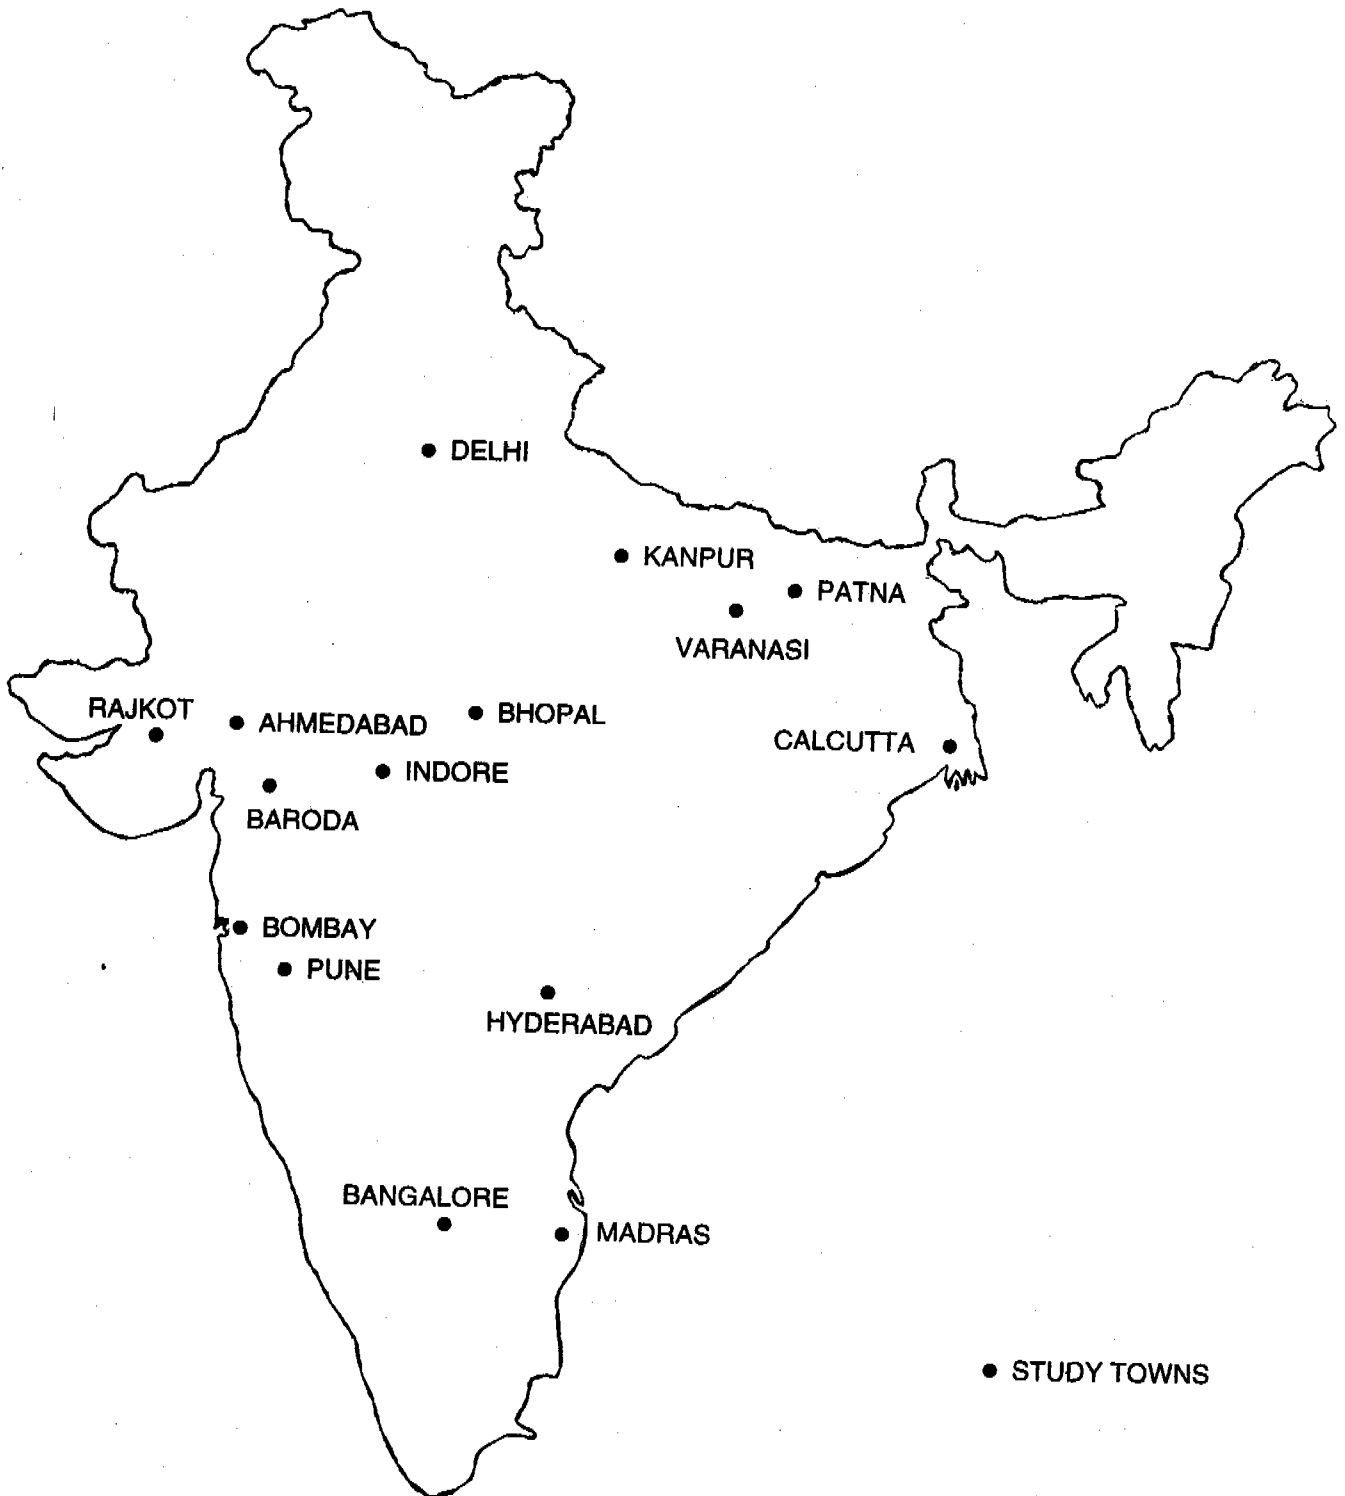 DELHI
KANPUR
PATNA
VARANASI
RAJKOT
AHMEDABAD
BHOPAL
CALCUTTA
INDORE
BARODA
BOMBAY
PUNE
HYDERABAD
BANGALORE
MADRAS
STUDY TOWNS